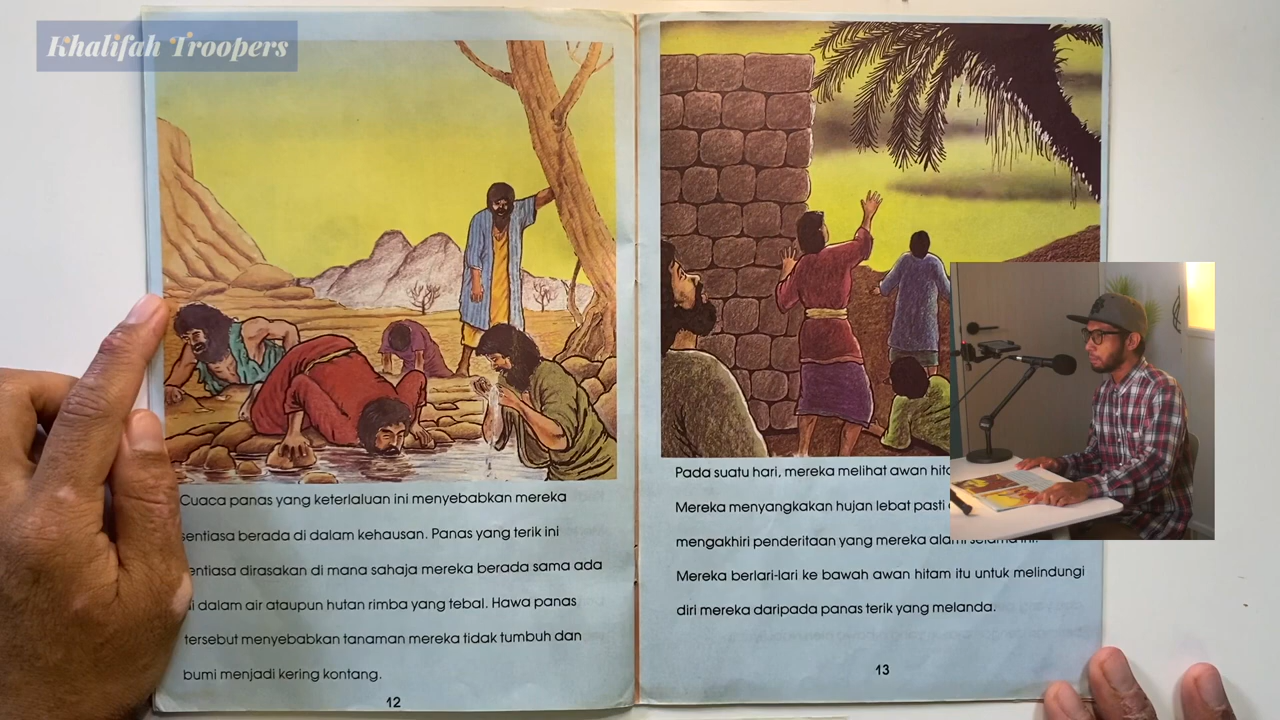 Khalifah Troopers
Cuaca panas yang keterlaluan ini menyebabkan mereka
sentiasa berada di dalam kehausan. Panas yang terik ini
entiasa dirasakan di mana sahaja mereka berada sama ada
i dalam air ataupun hutan rimba yang tebal. Hawa panas
tersebut menyebabkan tanaman mereka tidak tumbuh dan
bumi menjadi kering kontang.
12
Pada suatu hari, mereka melihat awan
Mereka menyangkakan hujan lebat pasti
mengakhiri penderitaan yang mereka alami selama ini.
Mereka berlari-lari ke bawah awan hitam itu untuk melindungi
diri mereka daripada panas terik yang melanda.
13